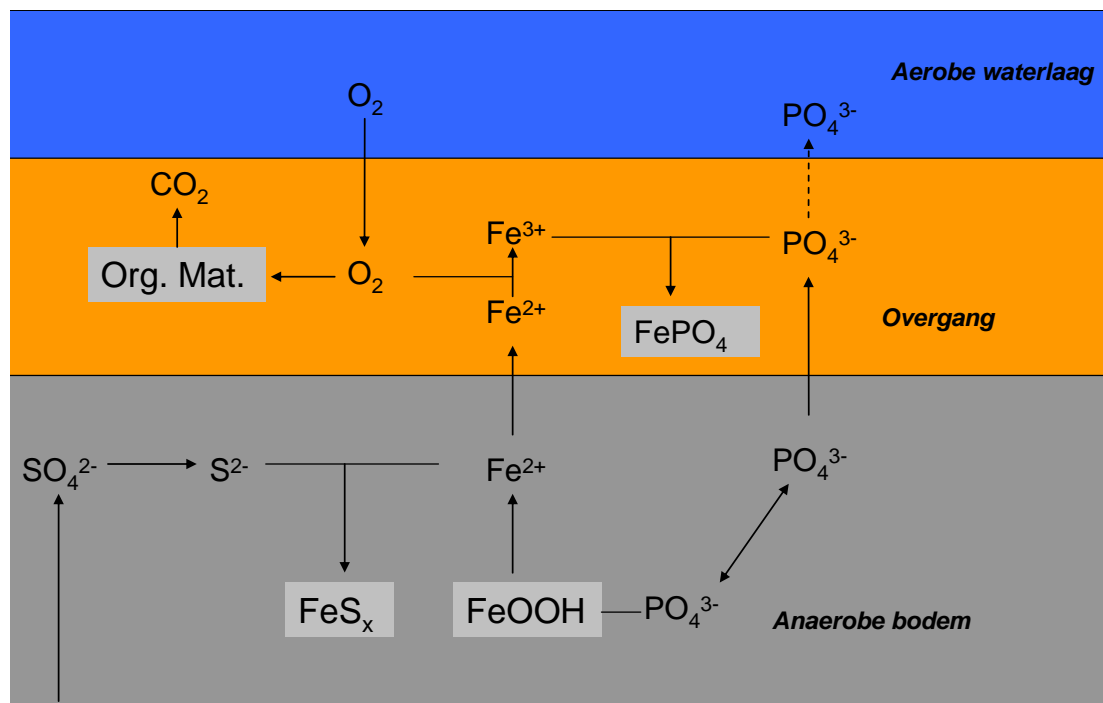 Aerobe waterlaag
O₂
PO₄³⁻
CO₂
Fe³⁺
PO₄³⁻
Org. Mat.
O₂
Fe²⁺
FePO₄
Overgang
SO₄²⁻
S²⁻
Fe²⁺
PO₄³⁻
FeSₓ
FeOOH
PO₄³⁻
Anaerobe bodem